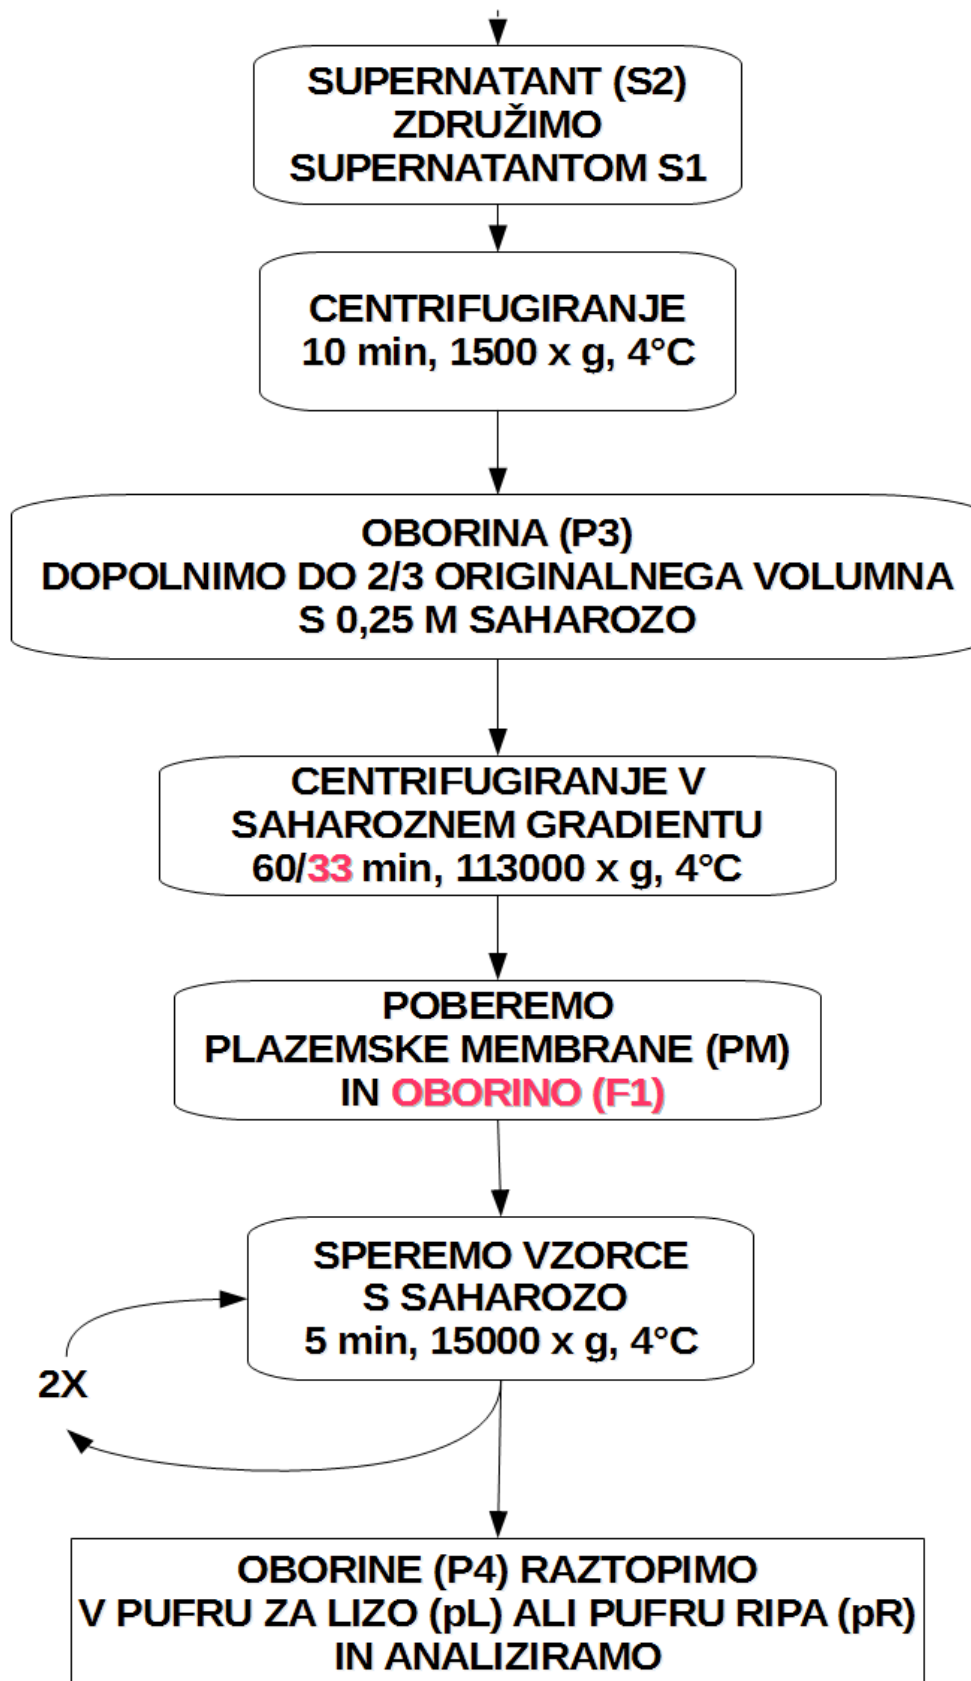 SUPERNATANT (S2)
ZDRUŽIMO
SUPERNATANTOM S1
CENTRIFUGIRANJE
10 min, 1500 x g, 4°C
OBORINA (P3)
DOPOLNIMO DO 2/3 ORIGINALNEGA VOLUMNA
S 0,25 M SAHAROZO
CENTRIFUGIRANJE V
SAHAROZNEM GRADIENTU
60/33 min, 113000 x g, 4°C
POBEREMO
PLAZEMSKE MEMBRANE (PM)
IN OBORINO (F1)
SPEREMO VZORCE
S SAHAROZO
5 min, 15000 x g, 4°C
2X
OBORINE (P4) RAZTOPIMO
V PUFRU ZA LIZO (pL) ALI PUFRU RIPA (pR)
IN ANALIZIRAMO